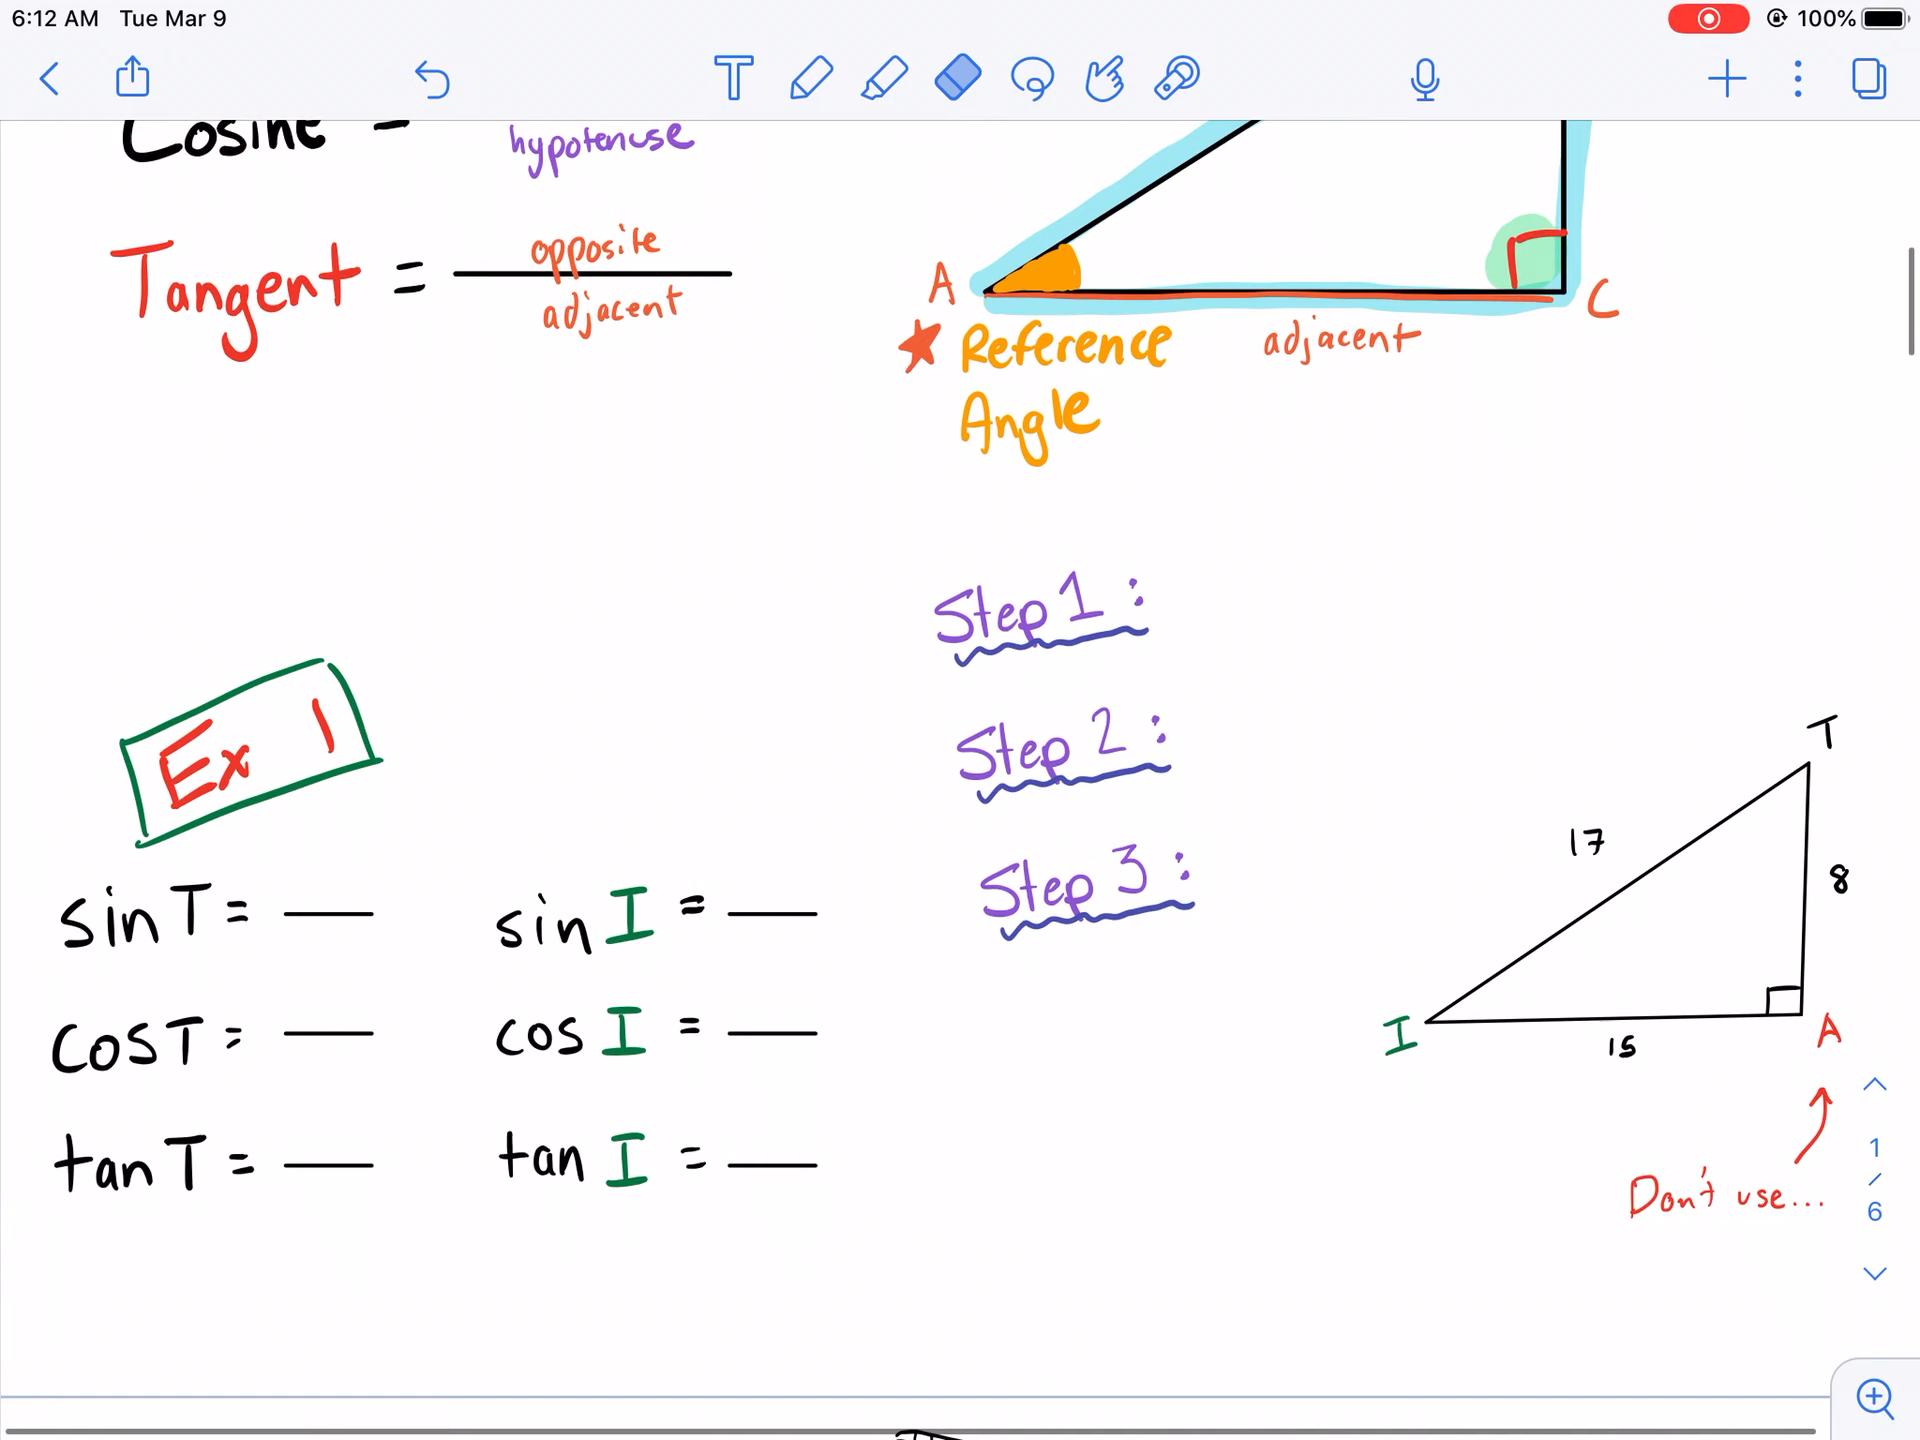 6:12 AM Tue Mar 9
100%
Cosine =
hypotenuse
Tangent = opposite
adjacent
A
C
★ Reference
Angle
adjacent
Step 1:
Step 2:
Step 3:
Ex 1
sin T = sin I =
cos T = cos I =
tan T = tan I =
T
17
8
I
15
A
Don't use...
1
/
6